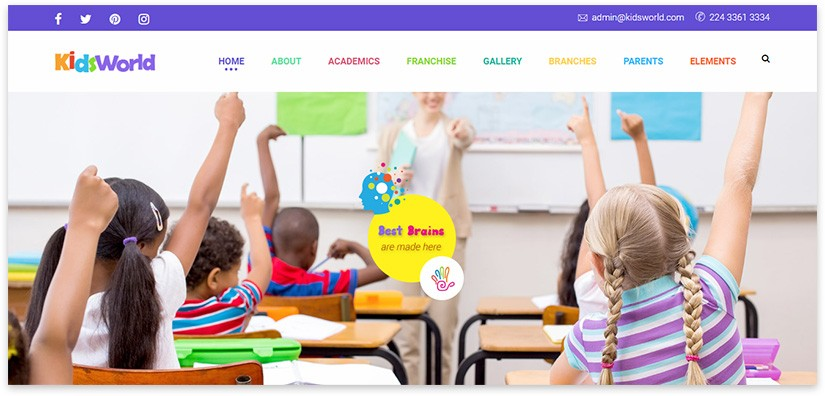 admin@kidsworld.com 224 3361 3334
KidsWorld HOME ABOUT ACADEMICS FRANCHISE GALLERY BRANCHES PARENTS ELEMENTS
Best Brains
are made here